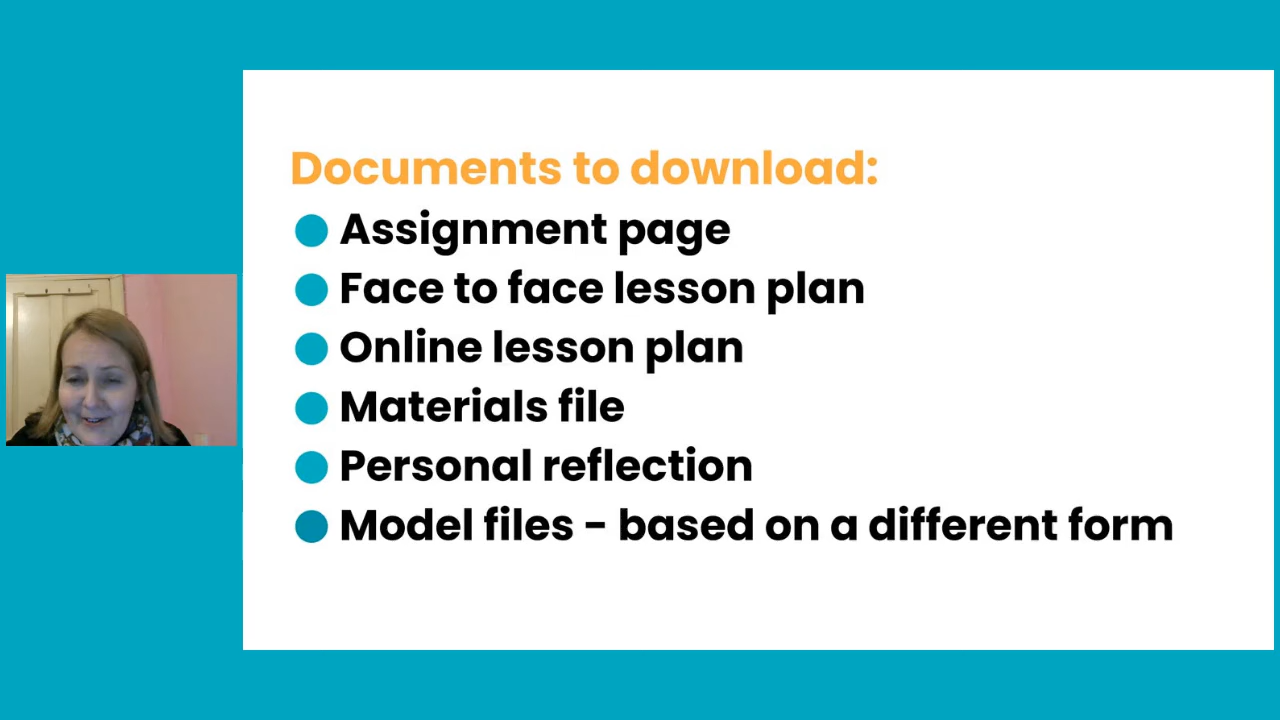 Documents to download:
Assignment page
Face to face lesson plan
Online lesson plan
Materials file
Personal reflection
Model files - based on a different form